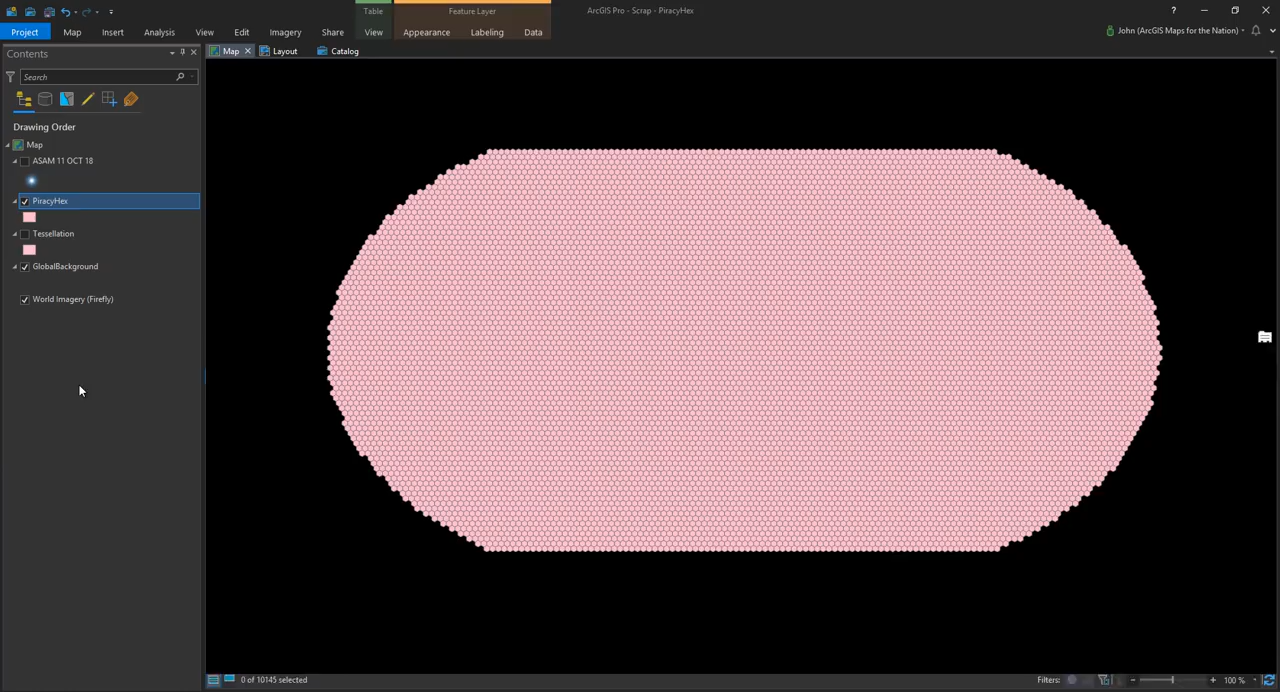 Table
Feature Layer
ArcGIS Pro - Scrap - PiracyHex
?
Project
Map
Insert
Analysis
View
Edit
Imagery
Share
View
Appearance
Labeling
Data
John (ArcGIS Maps for the Nation)
Contents
Map
Layout
Catalog
Search
Drawing Order
Map
ASAM 11 OCT 18
PiracyHex
Tessellation
GlobalBackground
World Imagery (Firefly)
0 of 10145 selected
Filters:
100 %